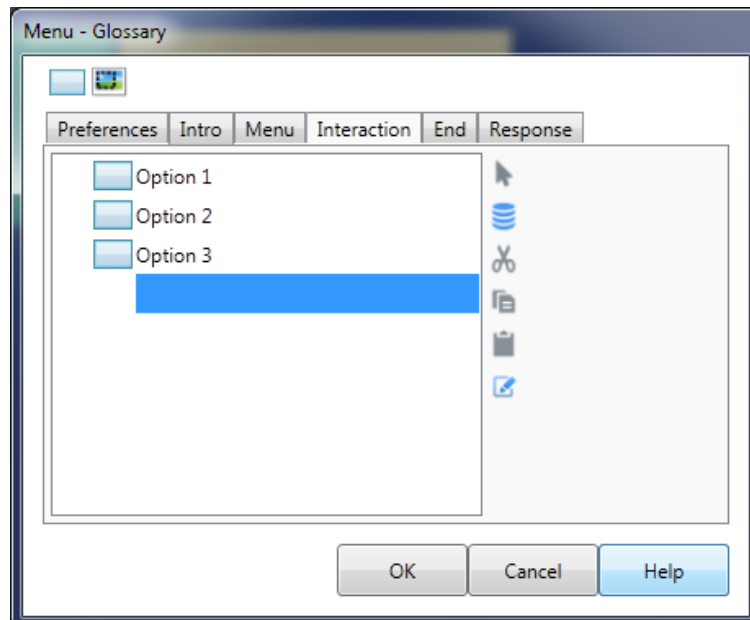 Menu - Glossary
Preferences Intro Menu Interaction End Response
Option 1
Option 2
Option 3
OK Cancel Help